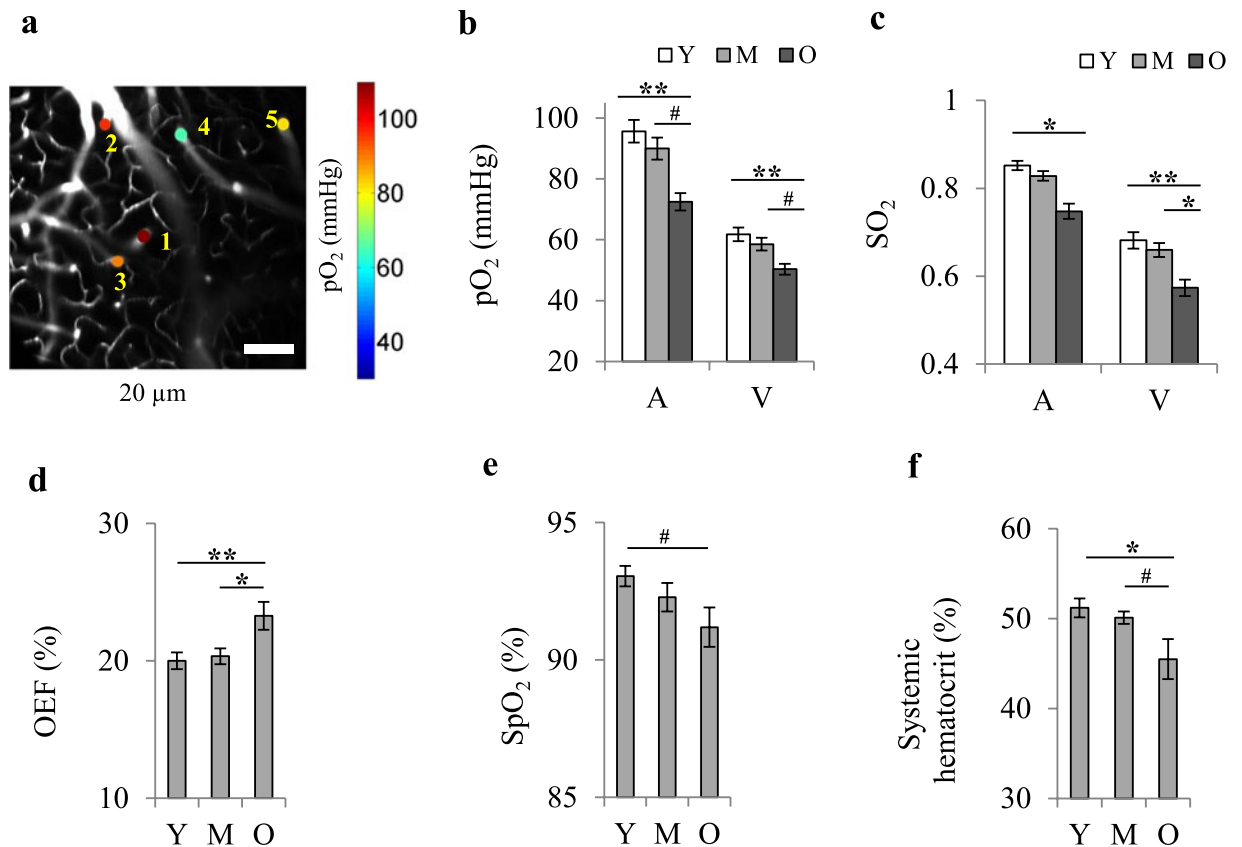 a
1
2
3
4
5
20 µm
100
80
60
40
pO2 (mmHg)
b
Y M O
pO2 (mmHg)
100
80
60
40
20
**
#
**
#
A V
c
Y M O
SO2
1
0.8
0.6
0.4
*
**
*
A V
d
OEF (%)
30
20
10
**
*
Y M O
e
SpO2 (%)
95
90
85
#
Y M O
f
Systemic
hematocrit (%)
60
50
40
30
*
#
Y M O